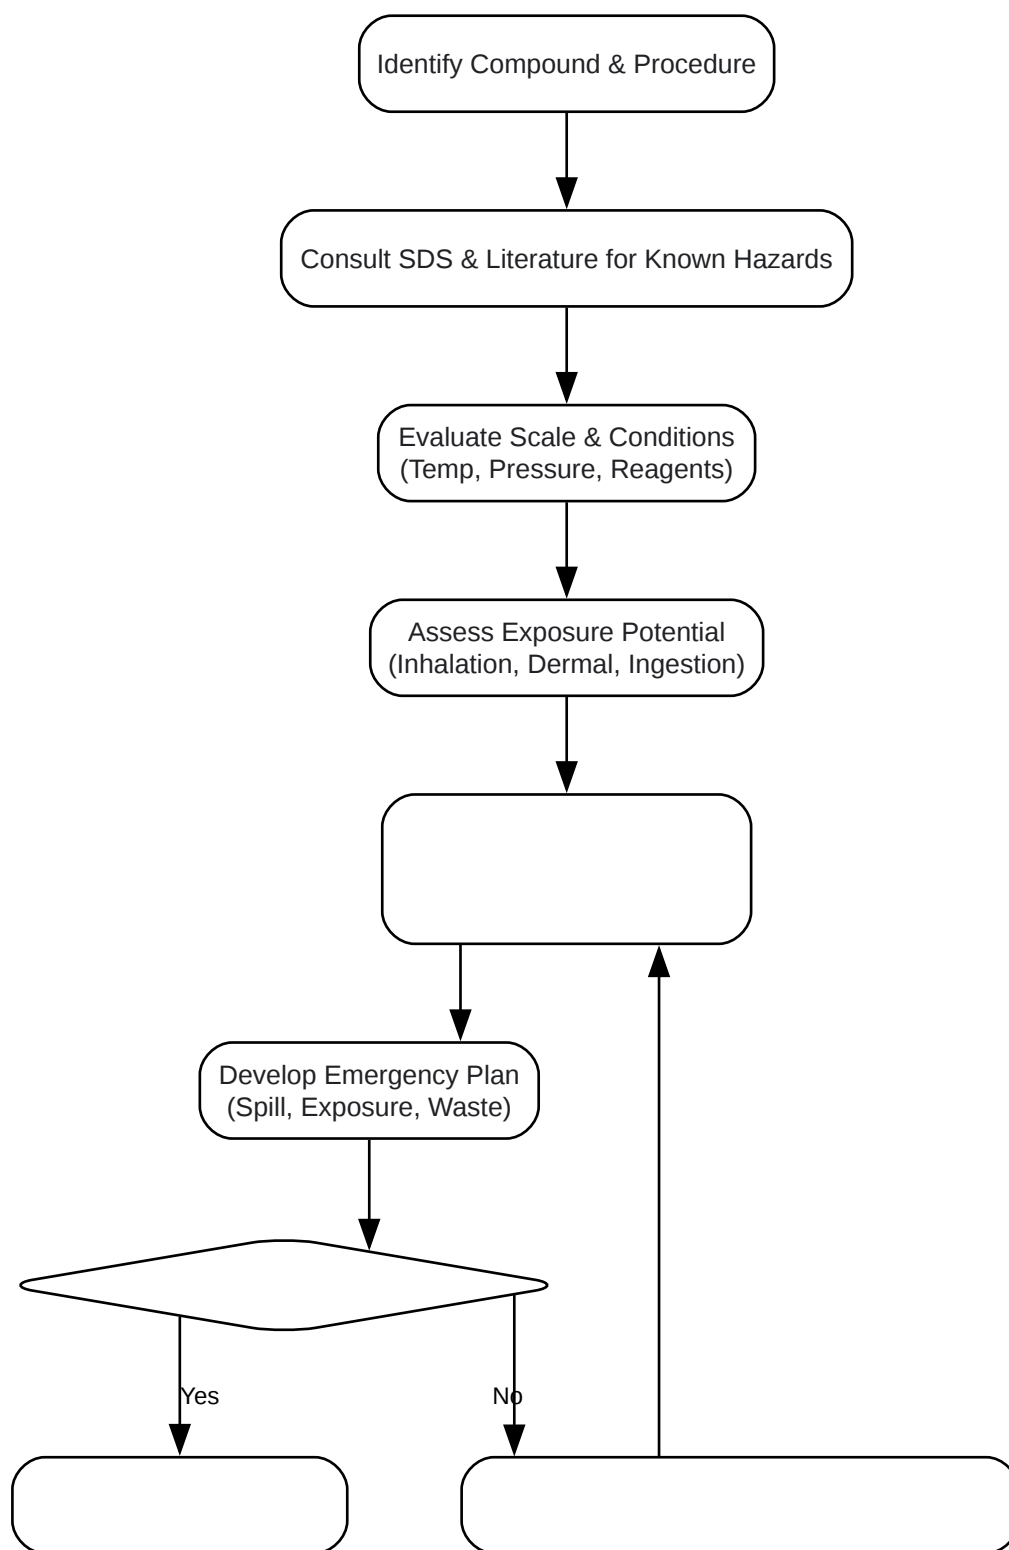 Identify Compound & Procedure
Consult SDS & Literature for Known Hazards
Evaluate Scale & Conditions
(Temp, Pressure, Reagents)
Assess Exposure Potential
(Inhalation, Dermal, Ingestion)
Develop Emergency Plan
(Spill, Exposure, Waste)
Yes
No